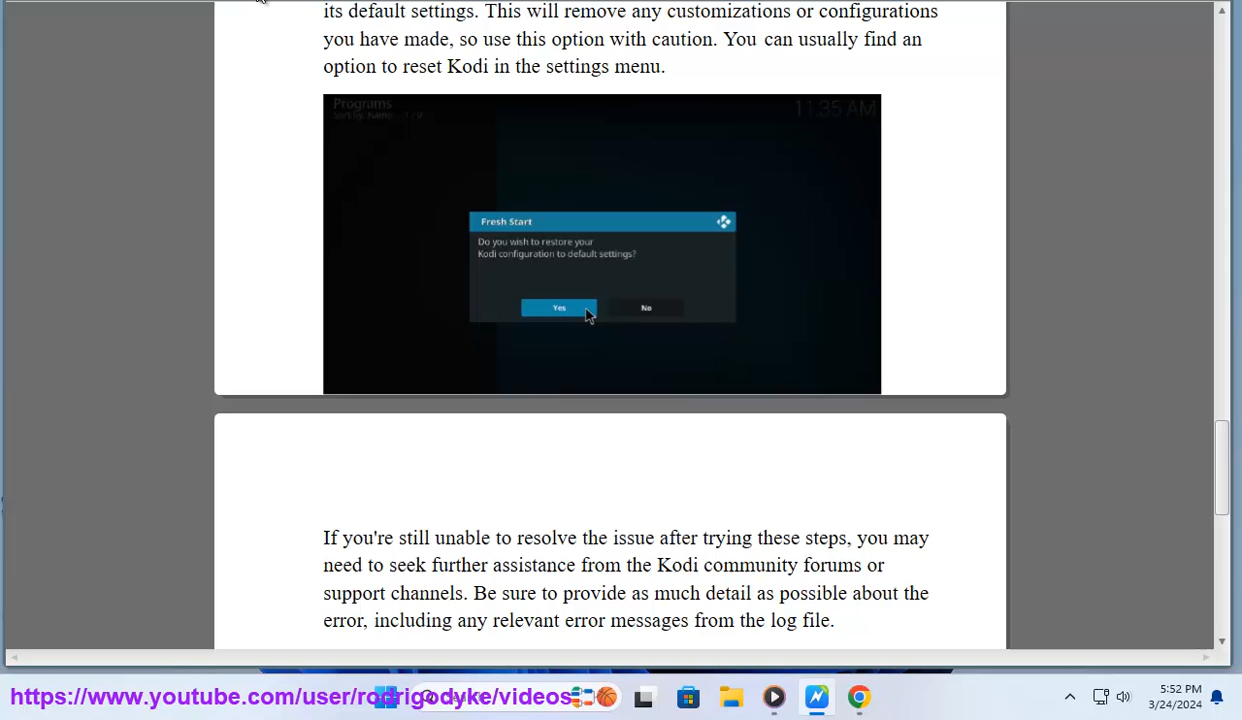 its default settings. This will remove any customizations or configurations
you have made, so use this option with caution. You can usually find an
option to reset Kodi in the settings menu.
Programs
11:35 AM
Sort by: Name · 1 / 9
Fresh Start
Do you wish to restore your
Kodi configuration to default settings?
Yes
No
If you're still unable to resolve the issue after trying these steps, you may
need to seek further assistance from the Kodi community forums or
support channels. Be sure to provide as much detail as possible about the
error, including any relevant error messages from the log file.
https://www.youtube.com/user/rodrigodyke/videos
5:52 PM
3/24/2024